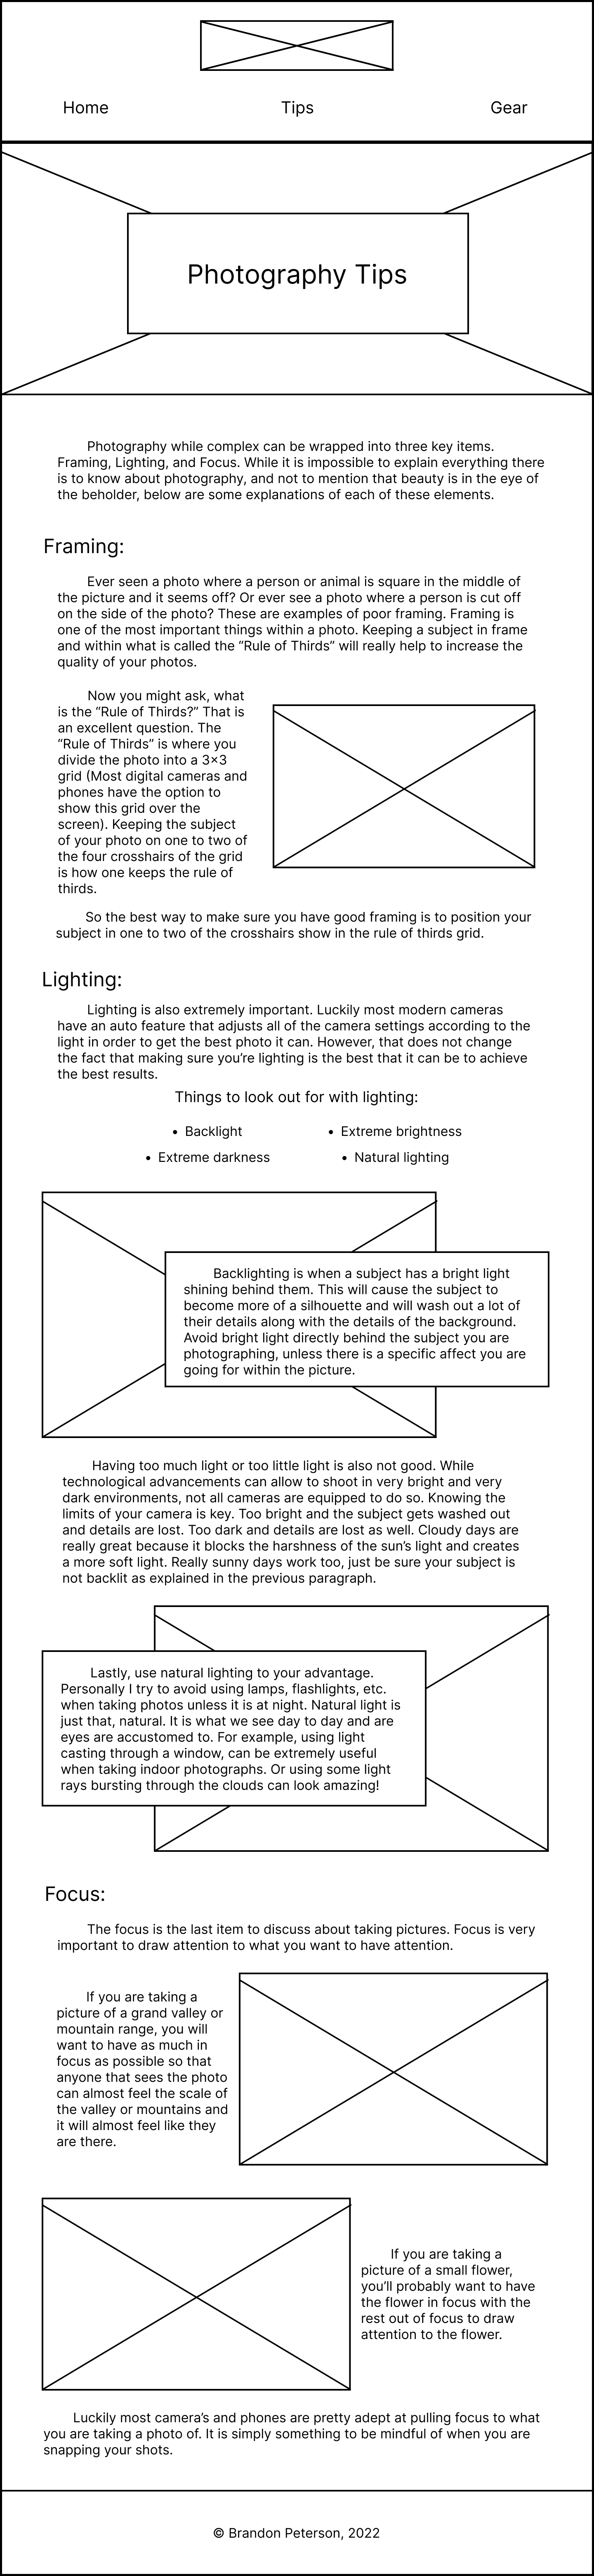 Home Tips Gear
Photography Tips
Photography while complex can be wrapped into three key items.
Framing, Lighting, and Focus. While it is impossible to explain everything there
is to know about photography, and not to mention that beauty is in the eye of
the beholder, below are some explanations of each of these elements.
Framing:
Ever seen a photo where a person or animal is square in the middle of
the picture and it seems off? Or ever see a photo where a person is cut off
on the side of the photo? These are examples of poor framing. Framing is
one of the most important things within a photo. Keeping a subject in frame
and within what is called the “Rule of Thirds” will really help to increase the
quality of your photos.
Now you might ask, what
is the “Rule of Thirds?” That is
an excellent question. The
“Rule of Thirds” is where you
divide the photo into a 3×3
grid (Most digital cameras and
phones have the option to
show this grid over the
screen). Keeping the subject
of your photo on one to two of
the four crosshairs of the grid
is how one keeps the rule of
thirds.
So the best way to make sure you have good framing is to position your
subject in one to two of the crosshairs show in the rule of thirds grid.
Lighting:
Lighting is also extremely important. Luckily most modern cameras
have an auto feature that adjusts all of the camera settings according to the
light in order to get the best photo it can. However, that does not change
the fact that making sure you’re lighting is the best that it can be to achieve
the best results.
Things to look out for with lighting:
• Backlight • Extreme brightness
• Extreme darkness • Natural lighting
Backlighting is when a subject has a bright light
shining behind them. This will cause the subject to
become more of a silhouette and will wash out a lot of
their details along with the details of the background.
Avoid bright light directly behind the subject you are
photographing, unless there is a specific affect you are
going for within the picture.
Having too much light or too little light is also not good. While
technological advancements can allow to shoot in very bright and very
dark environments, not all cameras are equipped to do so. Knowing the
limits of your camera is key. Too bright and the subject gets washed out
and details are lost. Too dark and details are lost as well. Cloudy days are
really great because it blocks the harshness of the sun’s light and creates
a more soft light. Really sunny days work too, just be sure your subject is
not backlit as explained in the previous paragraph.
Lastly, use natural lighting to your advantage.
Personally I try to avoid using lamps, flashlights, etc.
when taking photos unless it is at night. Natural light is
just that, natural. It is what we see day to day and are
eyes are accustomed to. For example, using light
casting through a window, can be extremely useful
when taking indoor photographs. Or using some light
rays bursting through the clouds can look amazing!
Focus:
The focus is the last item to discuss about taking pictures. Focus is very
important to draw attention to what you want to have attention.
If you are taking a
picture of a grand valley or
mountain range, you will
want to have as much in
focus as possible so that
anyone that sees the photo
can almost feel the scale of
the valley or mountains and
it will almost feel like they
are there.
If you are taking a
picture of a small flower,
you’ll probably want to have
the flower in focus with the
rest out of focus to draw
attention to the flower.
Luckily most camera’s and phones are pretty adept at pulling focus to what
you are taking a photo of. It is simply something to be mindful of when you are
snapping your shots.
© Brandon Peterson, 2022